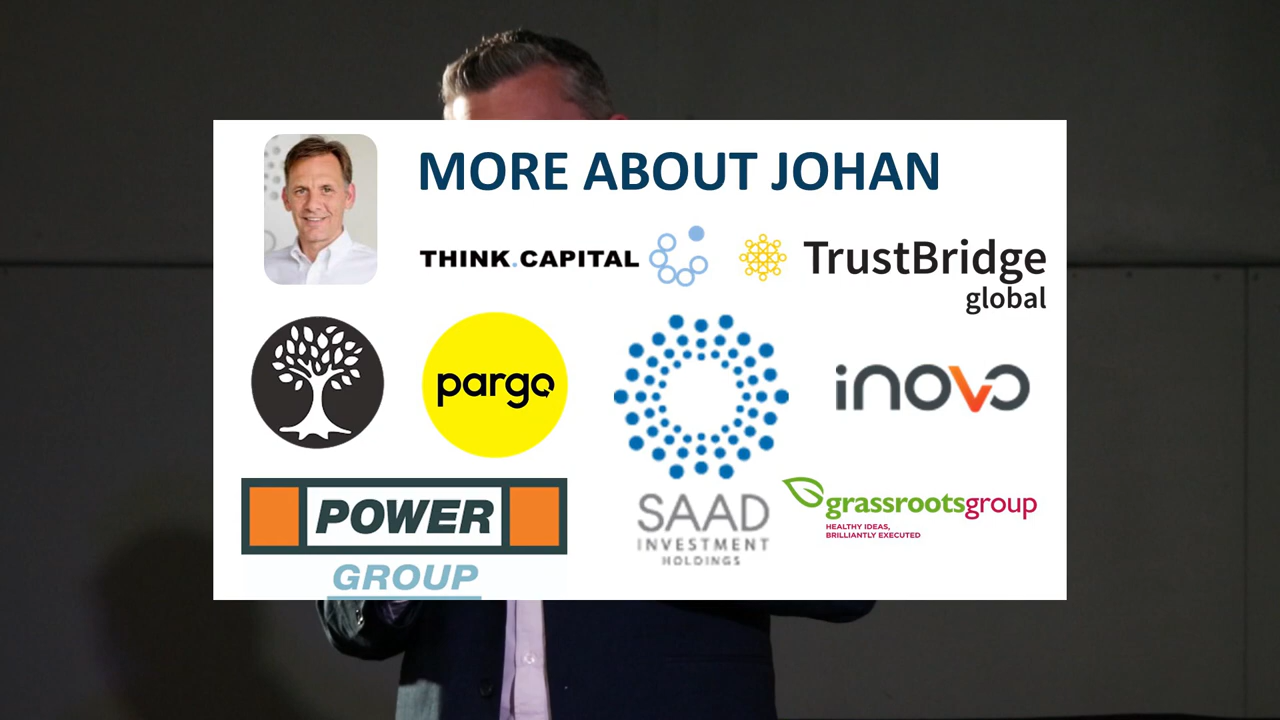 MORE ABOUT JOHAN
THINK.CAPITAL
TrustBridge
global
pargo
inovo
SAAD
INVESTMENT
HOLDINGS
grassrootsgroup
HEALTHY IDEAS,
BRILLIANTLY EXECUTED
POWER
GROUP